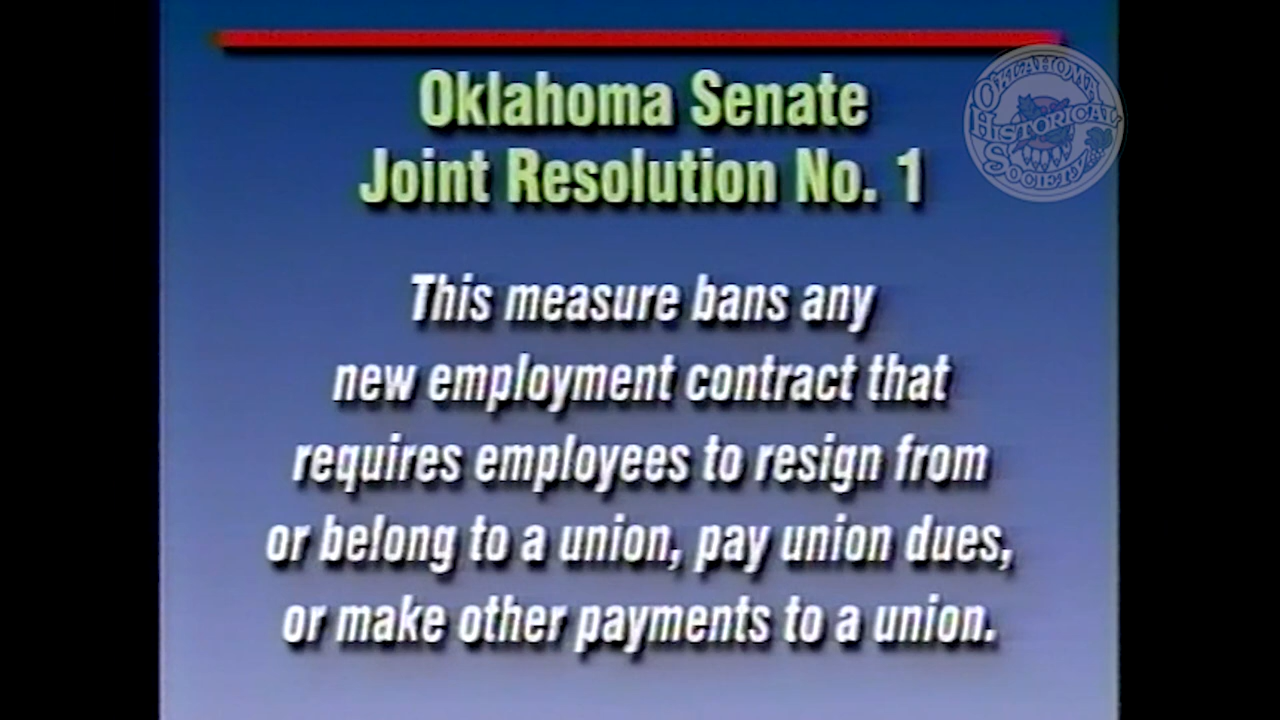 Oklahoma Senate
Joint Resolution No. 1
This measure bans any
new employment contract that
requires employees to resign from
or belong to a union, pay union dues,
or make other payments to a union.
OKLAHOMA
HISTORICAL
SOCIETY